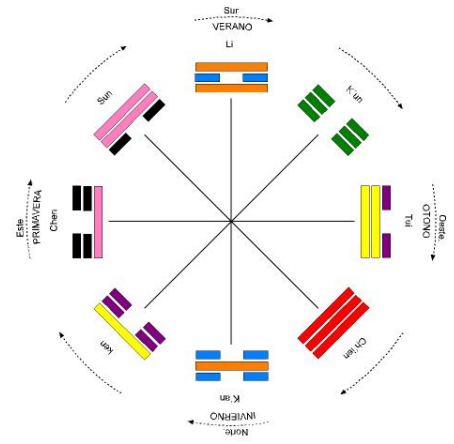 Sur
VERANO
Li
K'un
Oeste
OTOÑO
Tui
Ch'ien
K'an
INVIERNO
Norte
ken
Este
PRIMAVERA
Chen
Sun